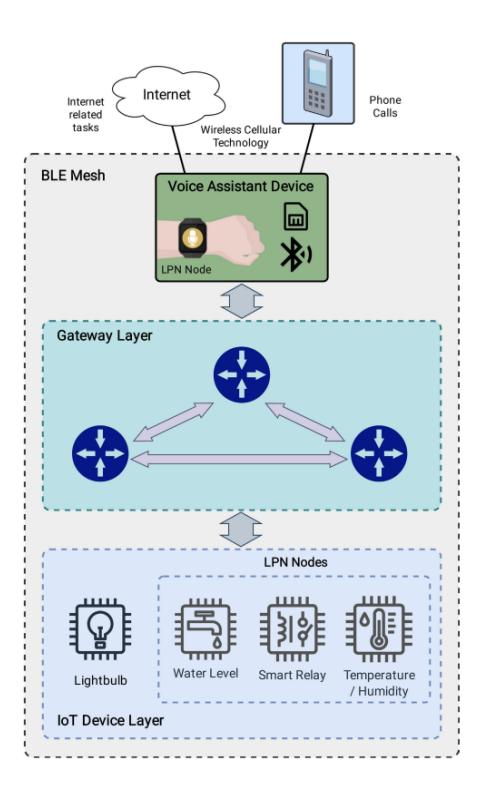 Internet
Internet
related
tasks
Phone
Calls
Wireless Cellular
Technology
BLE Mesh
Voice Assistant Device
LPN Node
Gateway Layer
LPN Nodes
Lightbulb
Water Level
Smart Relay
Temperature
/ Humidity
IoT Device Layer